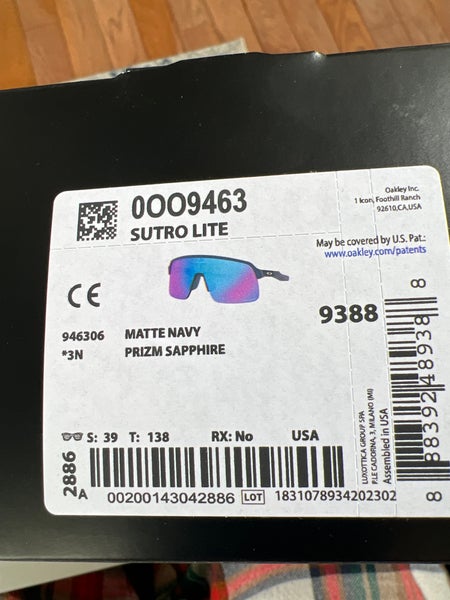 0OO9463
SUTRO LITE
Oakley Inc.
1 Icon, Foothill Ranch
92610,CA,USA
May be covered by U.S. Pat.:
www.oakley.com/patents
CE
9388
946306 MATTE NAVY
*3N PRIZM SAPPHIRE
S: 39 T: 138 RX: No USA
2886
A
00200143042886 LOT 1831078934202302
LUXOTTICA GROUP SPA
P.LE CADORNA, 3, MILANO (MI)
Assembled in USA
8 88392 48938 8